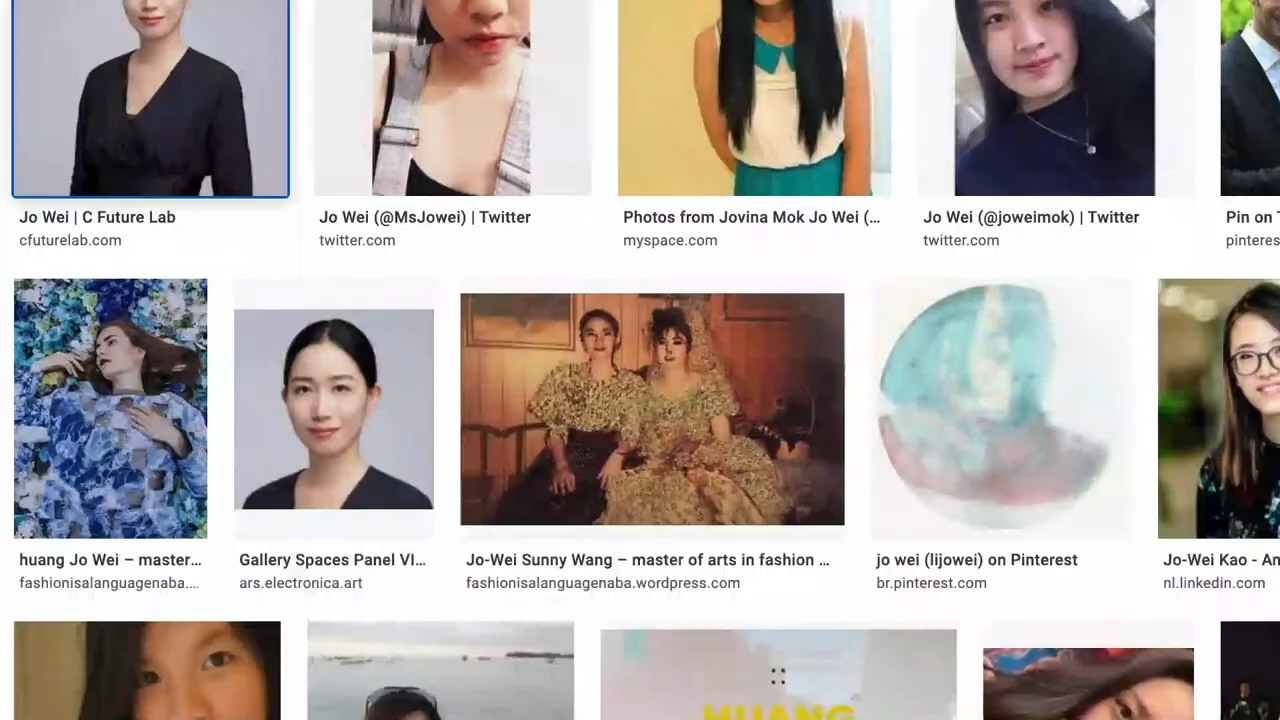 Jo Wei | C Future Lab
cfuturelab.com
Jo Wei (@MsJowei) | Twitter
twitter.com
Photos from Jovina Mok Jo Wei (...
myspace.com
Jo Wei (@joweimok) | Twitter
twitter.com
Pin on
pinteres
huang Jo Wei – master...
fashionisalanguagenaba....
Gallery Spaces Panel VI...
ars.electronica.art
Jo-Wei Sunny Wang – master of arts in fashion ...
fashionisalanguagenaba.wordpress.com
jo wei (lijowei) on Pinterest
br.pinterest.com
Jo-Wei Kao - An
nl.linkedin.com
HUANG